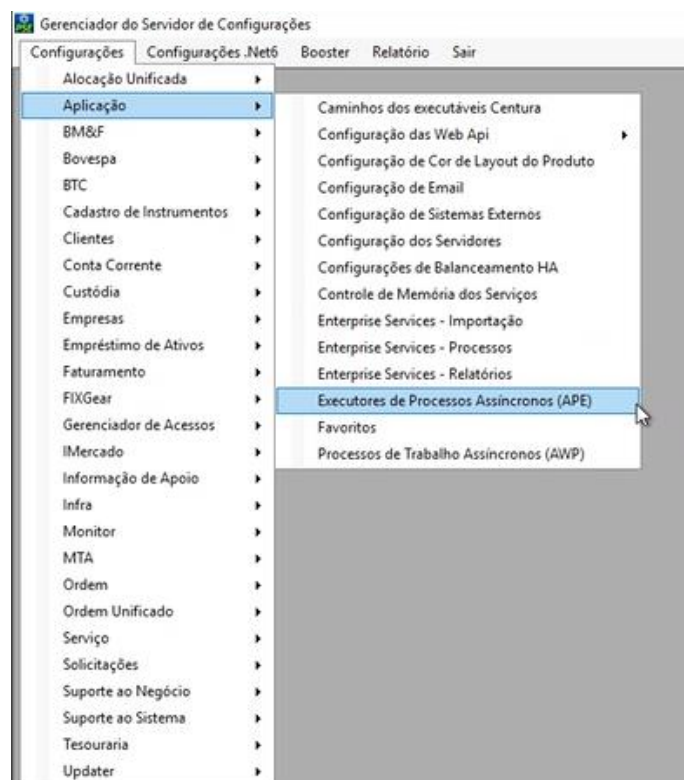 Gerenciador do Servidor de Configurações
Configurações Configurações .Net6 Booster Relatório Sair
Alocação Unificada
Aplicação
BM&F
Bovespa
BTC
Cadastro de Instrumentos
Clientes
Conta Corrente
Custódia
Empresas
Empréstimo de Ativos
Faturamento
FIXGear
Gerenciador de Acessos
IMercado
Informação de Apoio
Infra
Monitor
MTA
Ordem
Ordem Unificado
Serviço
Solicitações
Suporte ao Negócio
Suporte ao Sistema
Tesouraria
Updater
Caminhos dos executáveis Centura
Configuração das Web Api
Configuração de Cor de Layout do Produto
Configuração de Email
Configuração de Sistemas Externos
Configuração dos Servidores
Configurações de Balanceamento HA
Controle de Memória dos Serviços
Enterprise Services - Importação
Enterprise Services - Processos
Enterprise Services - Relatórios
Executores de Processos Assíncronos (APE)
Favoritos
Processos de Trabalho Assíncronos (AWP)